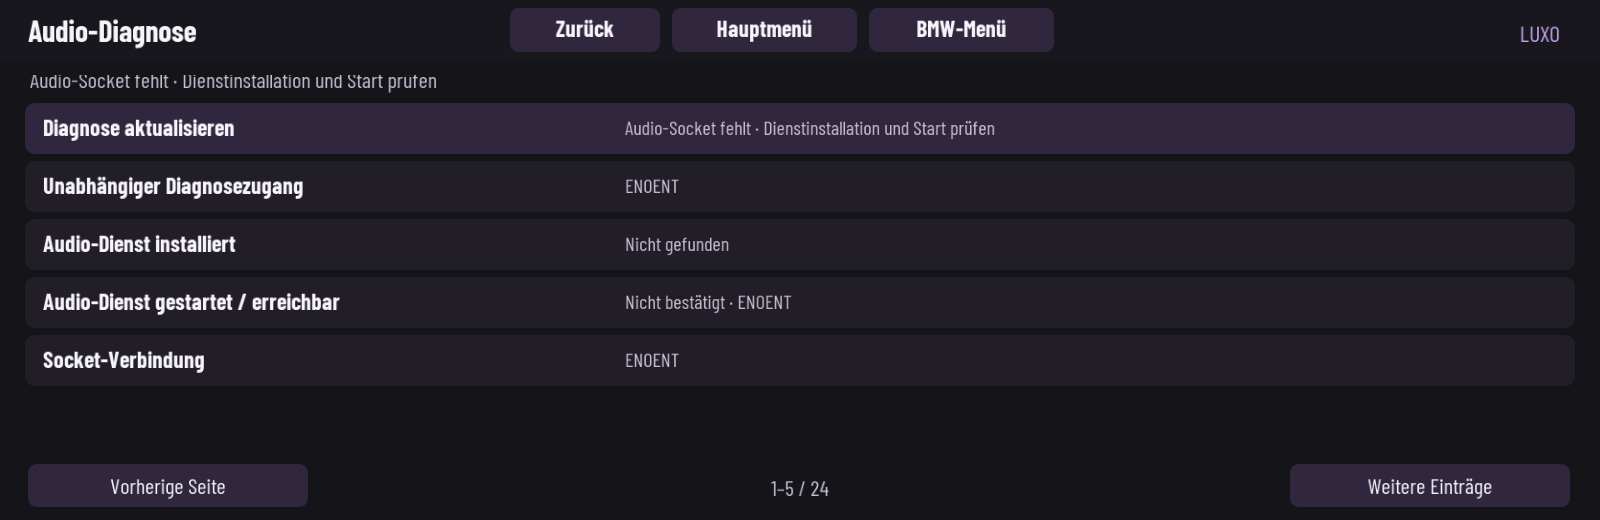 Audio-Diagnose
Zurück
Hauptmenü
BMW-Menü
LUXO
Audio-Socket fehlt · Dienstinstallation und Start prüfen
Diagnose aktualisieren
Audio-Socket fehlt · Dienstinstallation und Start prüfen
Unabhängiger Diagnosezugang
ENOENT
Audio-Dienst installiert
Nicht gefunden
Audio-Dienst gestartet / erreichbar
Nicht bestätigt · ENOENT
Socket-Verbindung
ENOENT
Vorherige Seite
1–5 / 24
Weitere Einträge